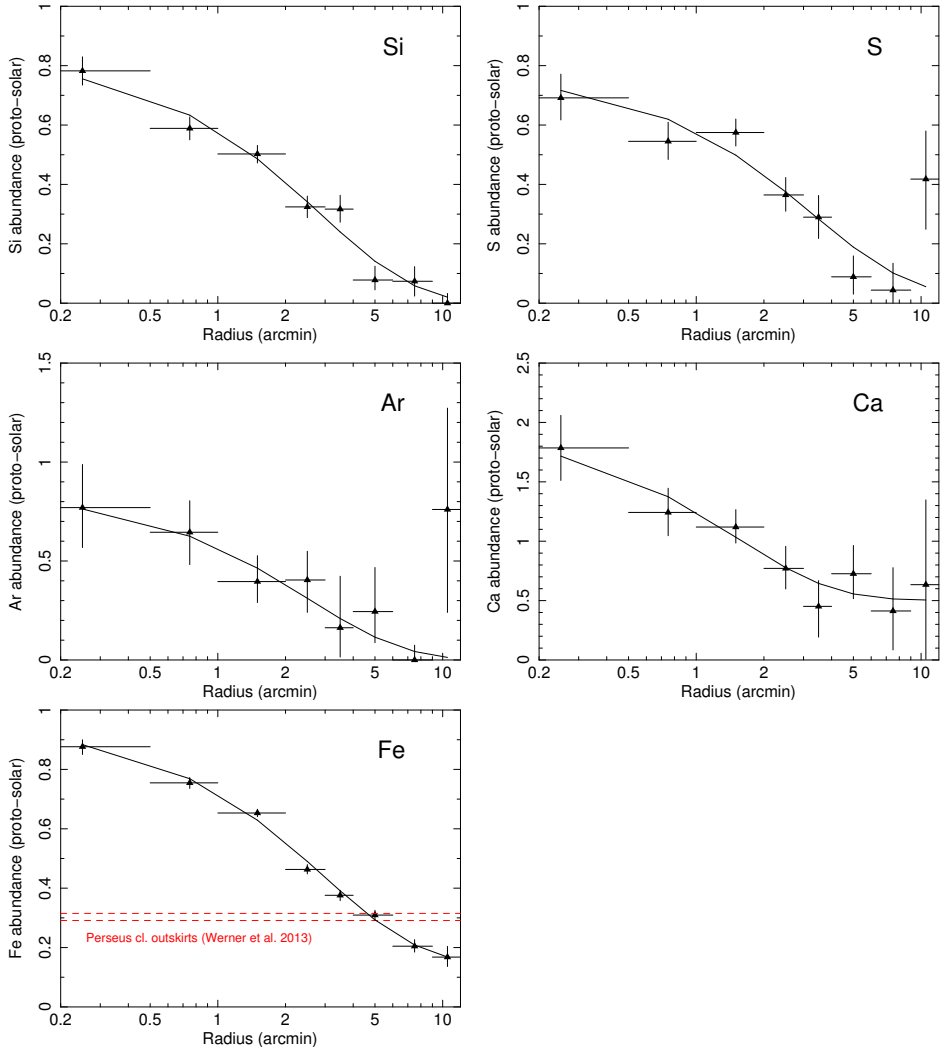 Si
Si abundance (proto−solar)
0 0.2 0.4 0.6 0.8 1
0.2 0.5 1 2 5 10
Radius (arcmin)
S
S abundance (proto−solar)
0 0.2 0.4 0.6 0.8 1
0.2 0.5 1 2 5 10
Radius (arcmin)
Ar
Ar abundance (proto−solar)
0 0.5 1 1.5
0.2 0.5 1 2 5 10
Radius (arcmin)
Ca
Ca abundance (proto−solar)
0 0.5 1 1.5 2 2.5
0.2 0.5 1 2 5 10
Radius (arcmin)
Fe
Fe abundance (proto−solar)
0 0.2 0.4 0.6 0.8 1
Perseus cl. outskirts (Werner et al. 2013)
0.2 0.5 1 2 5 10
Radius (arcmin)